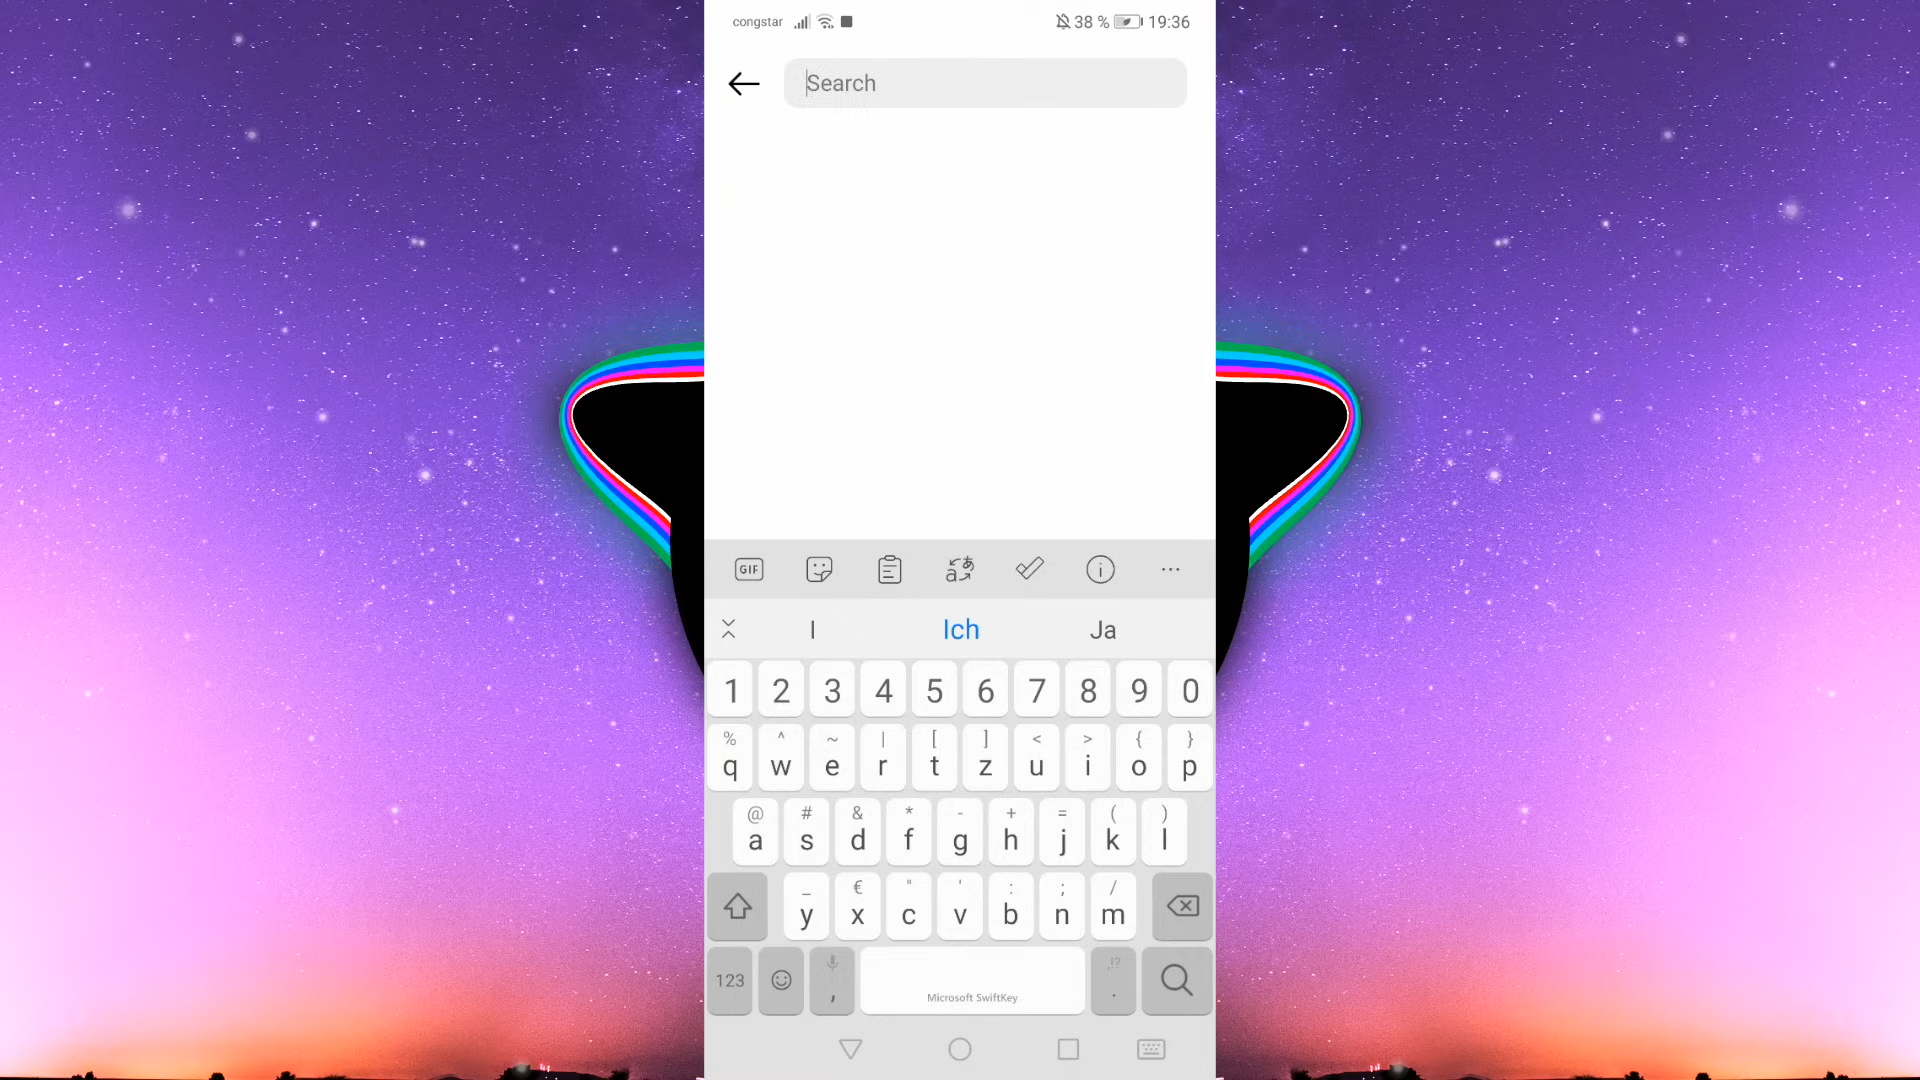 congstar 38 % 19:36
Search
GIF
I Ich Ja
1 2 3 4 5 6 7 8 9 0
% ^ ~ | [ ] < > { }
q w e r t z u i o p
@ # & * - + = ( )
a s d f g h j k l
_ € " ' : ; /
y x c v b n m
123 , Microsoft SwiftKey ,!? .